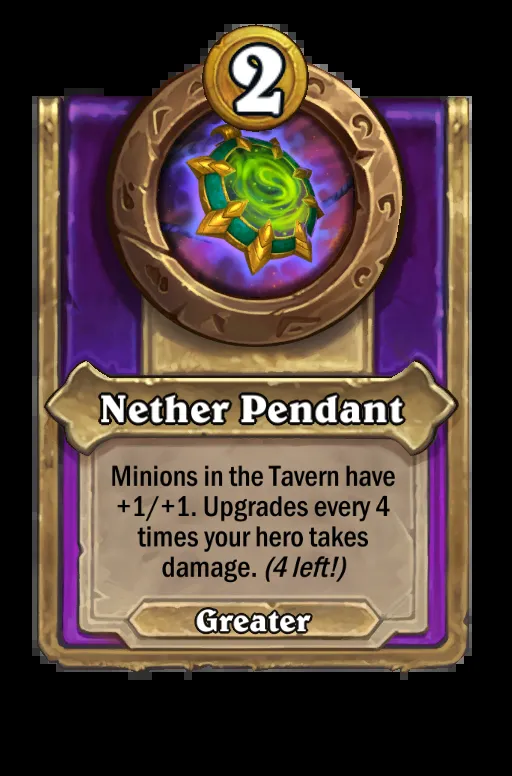 2
Nether Pendant
Minions in the Tavern have
+1/+1. Upgrades every 4
times your hero takes
damage. (4 left!)
Greater